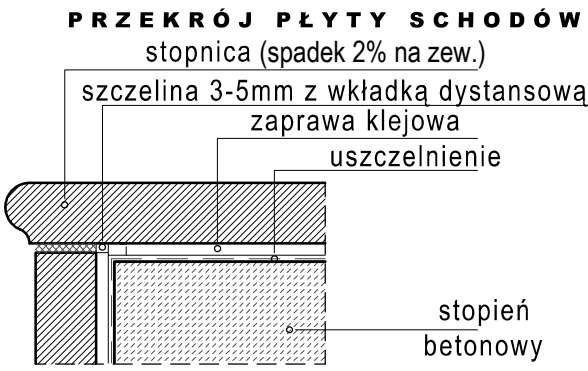 PRZEKRÓJ PŁYTY SCHODÓW
stopnica (spadek 2% na zew.)
szczelina 3-5mm z wkładką dystansową
zaprawa klejowa
uszczelnienie
stopień
betonowy